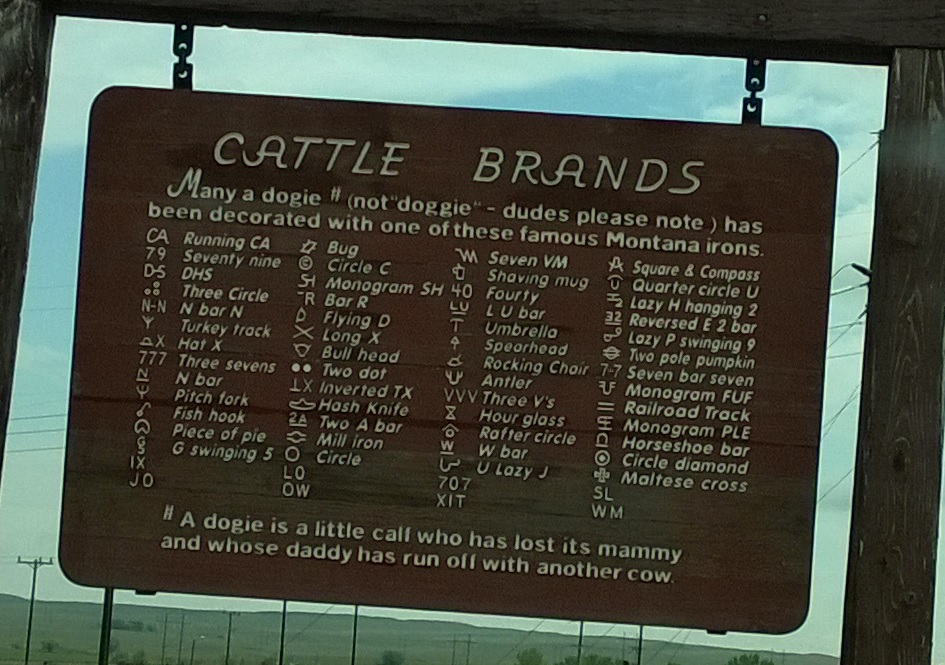 CATTLE BRANDS
Many a dogie # (not "doggie" - dudes please note) has
been decorated with one of these famous Montana irons.
CA Running CA
79 Seventy nine
D-S DHS
Three Circle
N-N N bar N
Turkey track
X Hat X
777 Three sevens
N N bar
Pitch fork
Fish hook
Piece of pie
G swinging 5
IX
JO
Bug
© Circle C
SH Monogram SH
-R Bar R
D Flying D
X Long X
Bull head
Two dot
X Inverted TX
Hash Knife
2A Two A bar
Mill iron
O Circle
LO
OW
Seven VM
Shaving mug
40 Fourty
LU L U bar
Umbrella
Spearhead
Rocking Chair
Antler
VVV Three V's
Hour glass
Rafter circle
W W bar
U Lazy J
707
XIT
Square & Compass
Quarter circle U
Lazy H hanging 2
Reversed E 2 bar
Lazy P swinging 9
Two pole pumpkin
7-7 Seven bar seven
Monogram FUF
Railroad Track
Monogram PLE
Horseshoe bar
Circle diamond
Maltese cross
SL
WM
# A dogie is a little calf who has lost its mammy
and whose daddy has run off with another cow.